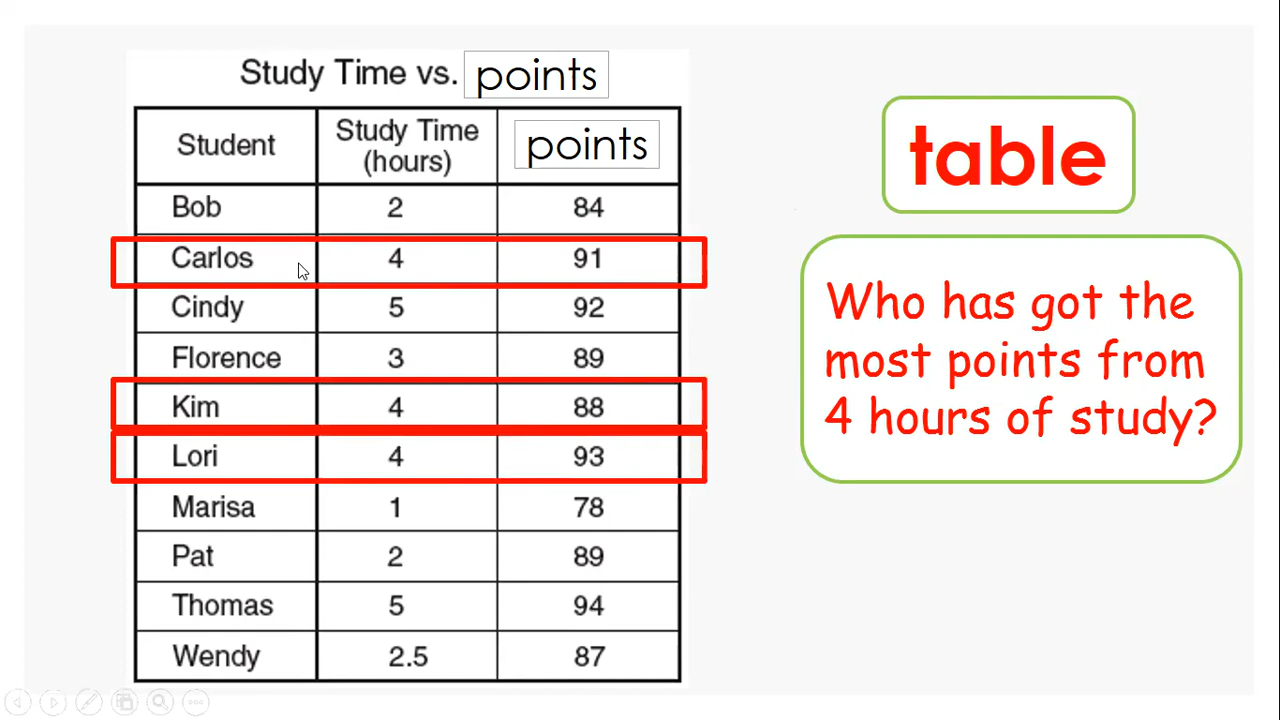 Study Time vs. points
Student Study Time (hours) points
Bob 2 84
Carlos 4 91
Cindy 5 92
Florence 3 89
Kim 4 88
Lori 4 93
Marisa 1 78
Pat 2 89
Thomas 5 94
Wendy 2.5 87
table
Who has got the
most points from
4 hours of study?